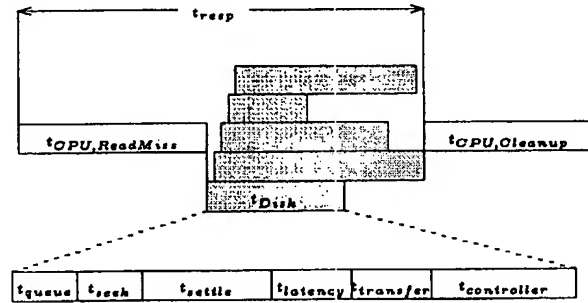 t_resp
t_CPU,ReadMiss t_CPU,Cleanup
t_Disk
t_queue t_seek t_settle t_latency t_transfer t_controller